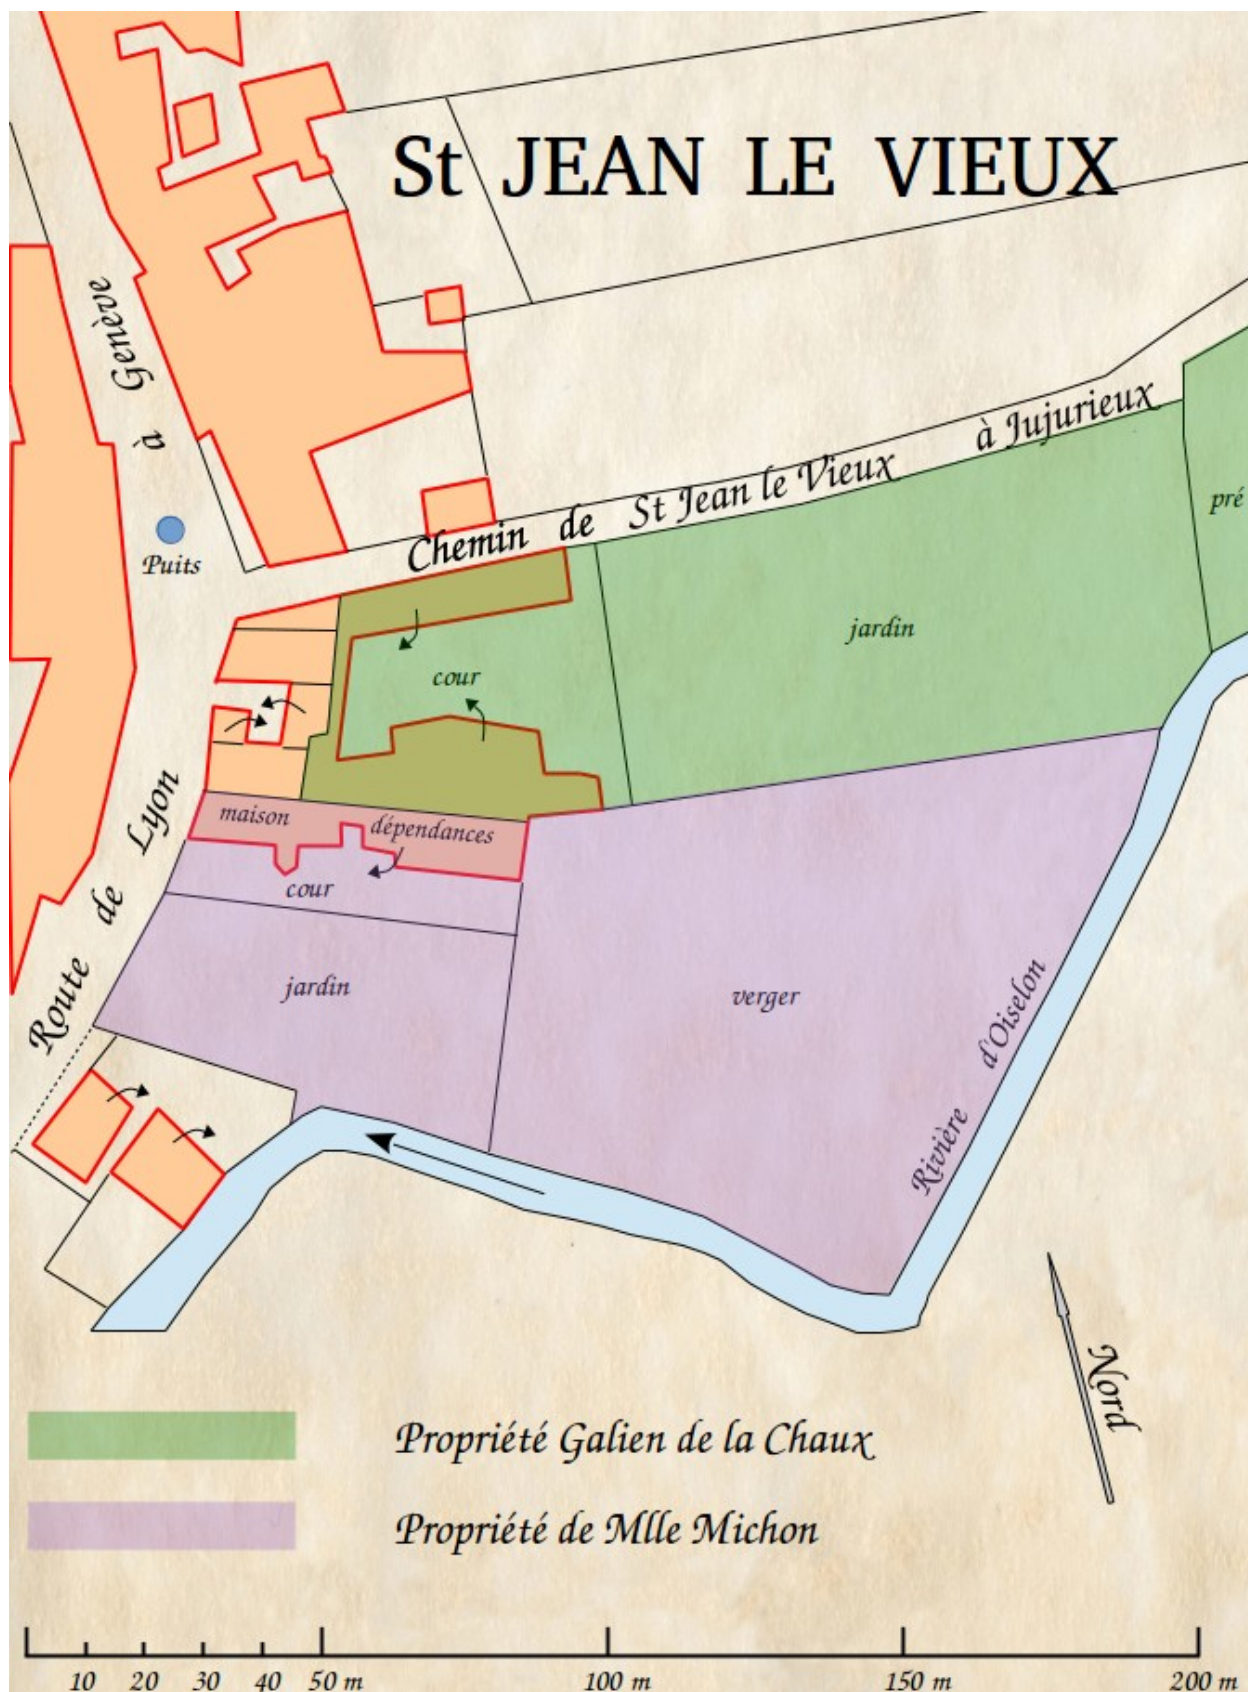 St JEAN LE VIEUX
Route de Lyon à Genève
Chemin de St Jean le Vieux à Jujurieux
Puits
pré
jardin
cour
maison
dépendances
cour
jardin
verger
Rivière d'Oiselon
Nord
Propriété Galien de la Chaux
Propriété de Mlle Michon
10 20 30 40 50 m 100 m 150 m 200 m